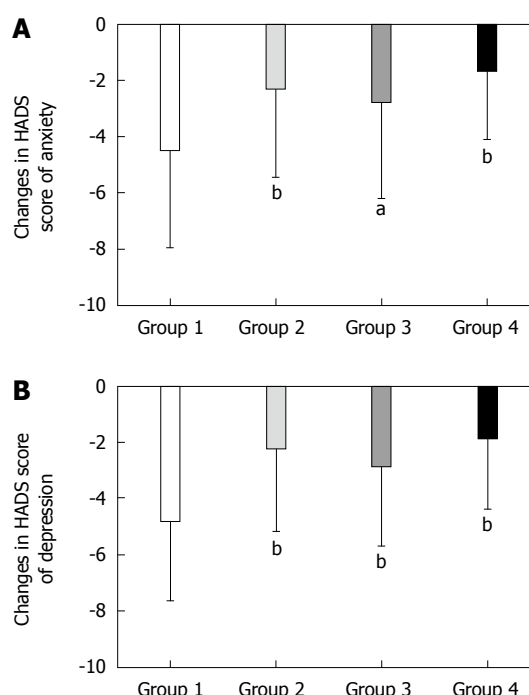 A
Changes in HADS
score of anxiety
0
-2
-4
-6
-8
-10
b
a
b
Group 1 Group 2 Group 3 Group 4
B
Changes in HADS score
of depression
0
-2
-4
-6
-8
-10
b
b
b
Group 1 Group 2 Group 3 Group 4